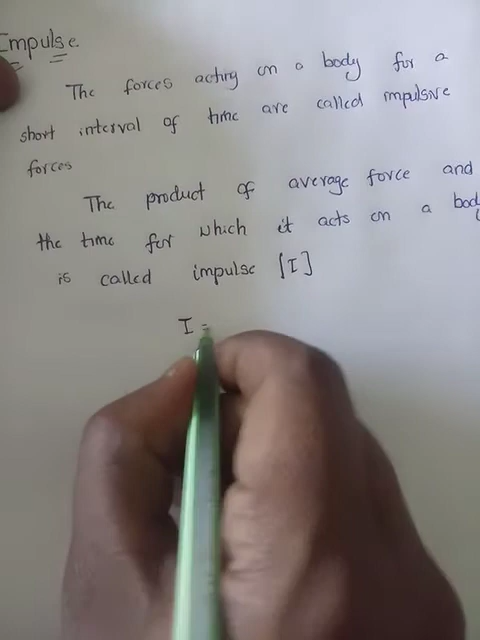 Impulse
The forces acting on a body for a
short interval of time are called impulsive
forces
The product of average force and
the time for which it acts on a body
is called impulse [I]
I =